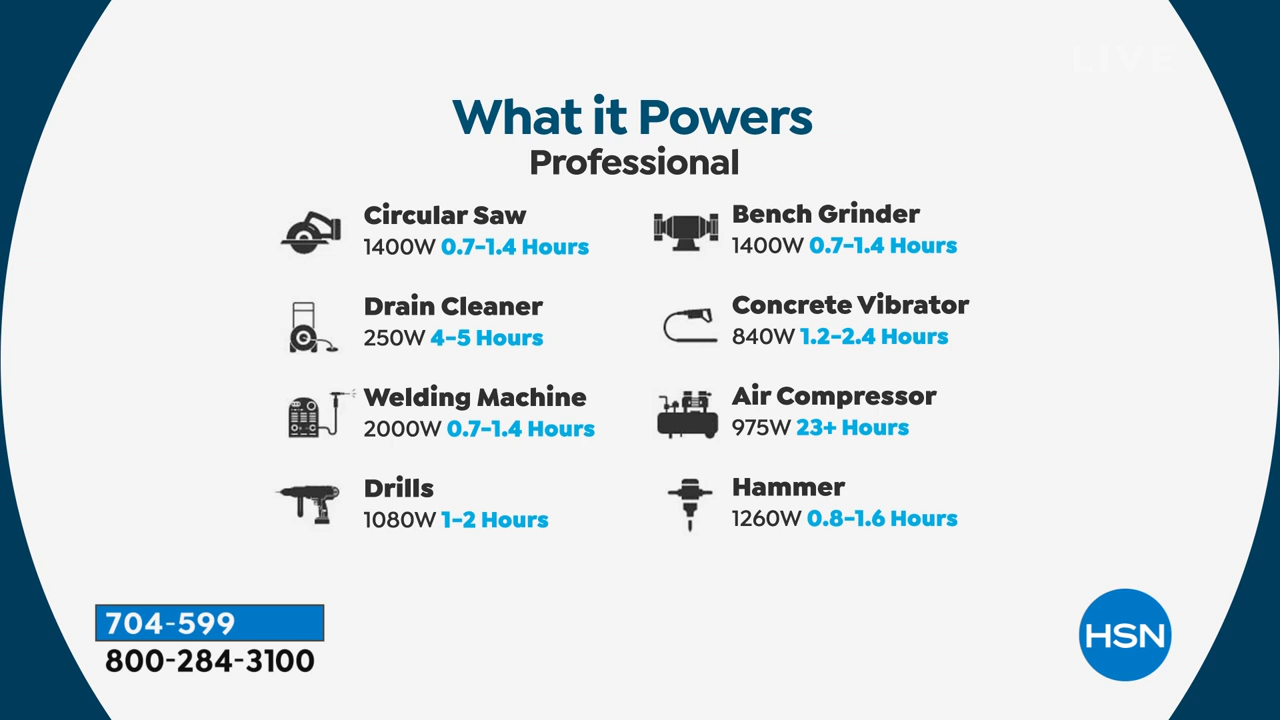 LIVE
What it Powers
Professional
Circular Saw
1400W 0.7-1.4 Hours
Bench Grinder
1400W 0.7-1.4 Hours
Drain Cleaner
250W 4-5 Hours
Concrete Vibrator
840W 1.2-2.4 Hours
Welding Machine
2000W 0.7-1.4 Hours
Air Compressor
975W 23+ Hours
Drills
1080W 1-2 Hours
Hammer
1260W 0.8-1.6 Hours
704-599
800-284-3100
HSN